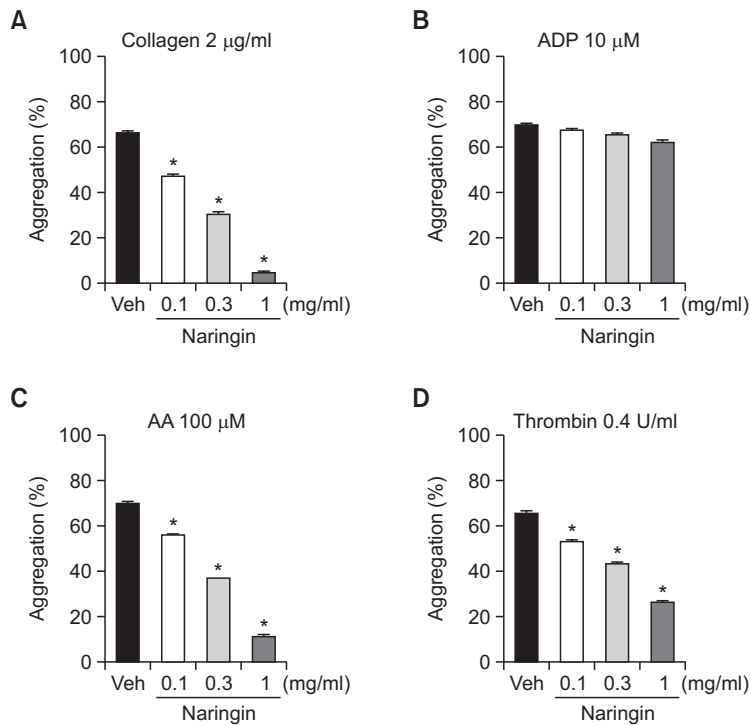 A
Collagen 2 μg/ml
Aggregation (%)
100
80
60
40
20
0
Veh 0.1 0.3 1 (mg/ml)
Naringin
B
ADP 10 μM
Aggregation (%)
100
80
60
40
20
0
Veh 0.1 0.3 1 (mg/ml)
Naringin
C
AA 100 μM
Aggregation (%)
100
80
60
40
20
0
* * *
Veh 0.1 0.3 1 (mg/ml)
Naringin
D
Thrombin 0.4 U/ml
Aggregation (%)
100
80
60
40
20
0
* * *
Veh 0.1 0.3 1 (mg/ml)
Naringin